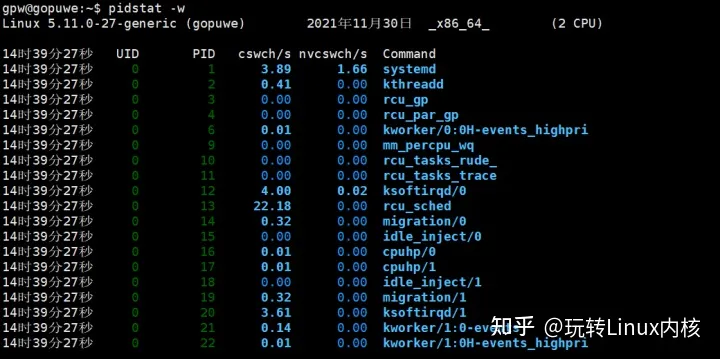 gpw@gopuwe:~$ pidstat -w
Linux 5.11.0-27-generic (gopuwe) 2021年11月30日 _x86_64_ (2 CPU)
14时39分27秒 UID PID cswch/s nvcswch/s Command
14时39分27秒 0 1 3.89 1.66 systemd
14时39分27秒 0 2 0.41 0.00 kthreadd
14时39分27秒 0 3 0.00 0.00 rcu_gp
14时39分27秒 0 4 0.00 0.00 rcu_par_gp
14时39分27秒 0 6 0.01 0.00 kworker/0:0H-events_highpri
14时39分27秒 0 9 0.00 0.00 mm_percpu_wq
14时39分27秒 0 10 0.00 0.00 rcu_tasks_rude_
14时39分27秒 0 11 0.00 0.00 rcu_tasks_trace
14时39分27秒 0 12 4.00 0.02 ksoftirqd/0
14时39分27秒 0 13 22.18 0.00 rcu_sched
14时39分27秒 0 14 0.32 0.00 migration/0
14时39分27秒 0 15 0.00 0.00 idle_inject/0
14时39分27秒 0 16 0.01 0.00 cpuhp/0
14时39分27秒 0 17 0.01 0.00 cpuhp/1
14时39分27秒 0 18 0.00 0.00 idle_inject/1
14时39分27秒 0 19 0.32 0.00 migration/1
14时39分27秒 0 20 3.61 0.00 ksoftirqd/1
14时39分27秒 0 21 0.14 0.00 kworker/1:0-events
14时39分27秒 0 22 0.01 0.00 kworker/1:0H-events_highpri
知乎 @玩转Linux内核